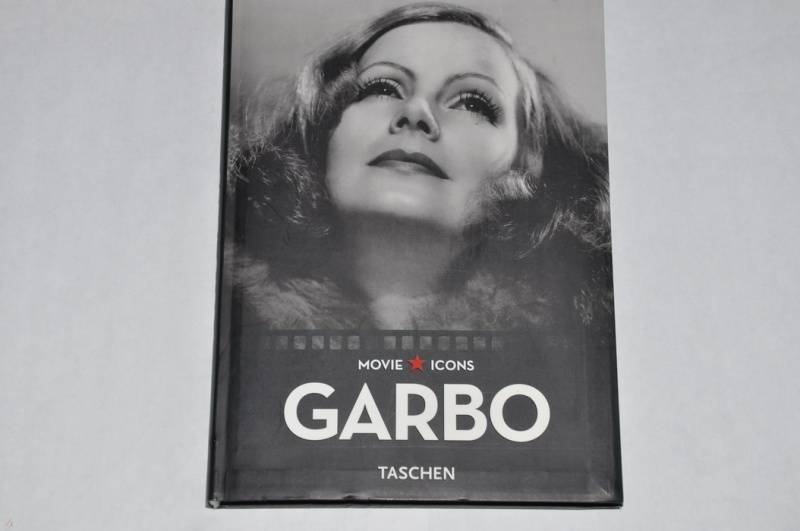 MOVIE ★ ICONS
GARBO
TASCHEN